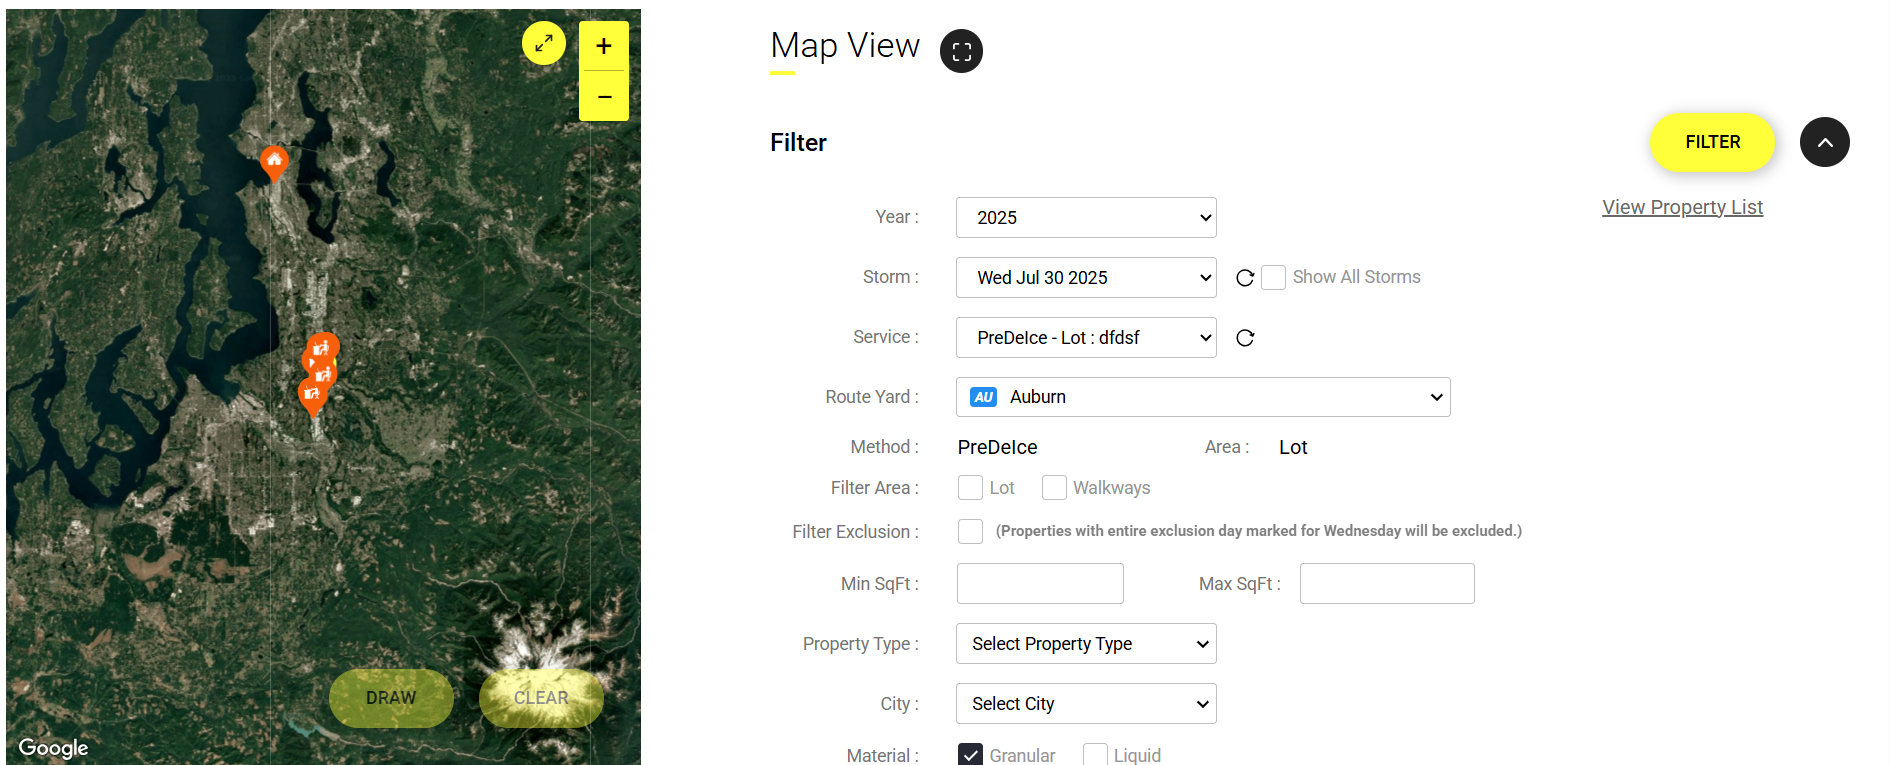 +
−
Map View
Filter
FILTER
View Property List
Year : 2025
Storm : Wed Jul 30 2025 Show All Storms
Service : PreDeIce - Lot : dfdsf
Route Yard : AU Auburn
Method : PreDeIce Area : Lot
Filter Area : Lot Walkways
Filter Exclusion : (Properties with entire exclusion day marked for Wednesday will be excluded.)
Min SqFt : Max SqFt :
Property Type : Select Property Type
City : Select City
Material : Granular Liquid
DRAW
CLEAR
Google